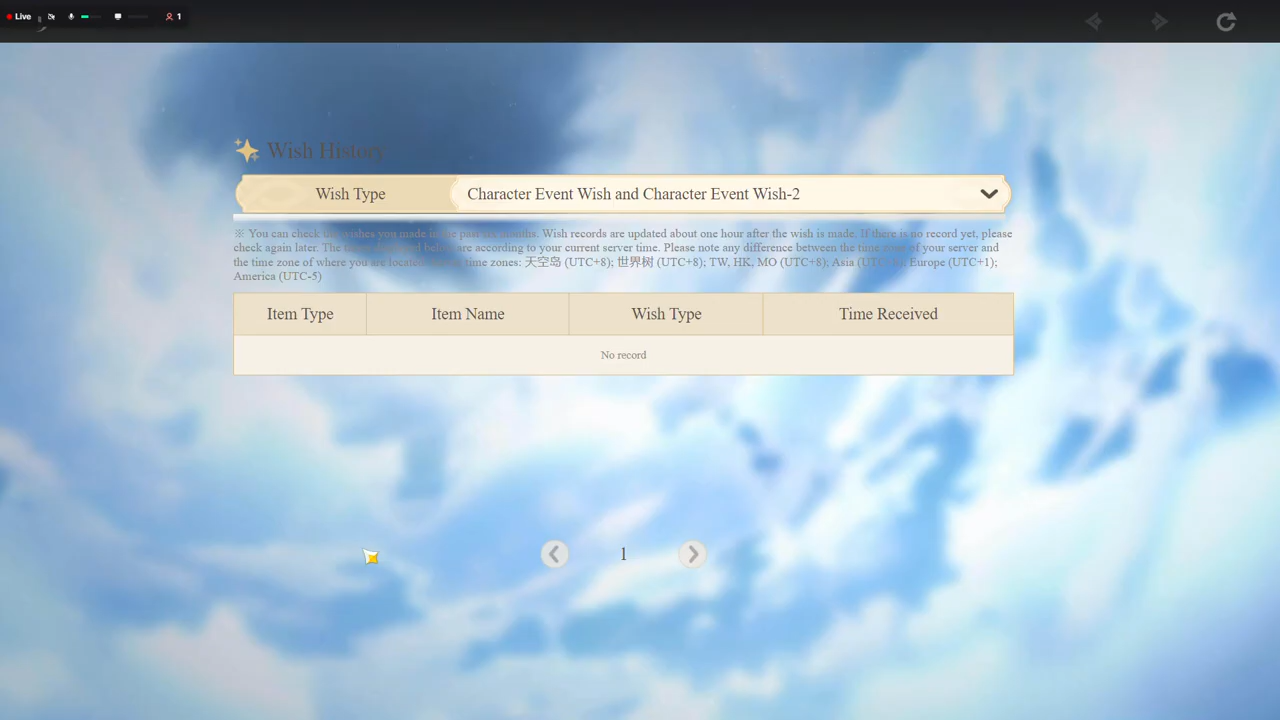 Live
1
Wish History
Wish Type
Character Event Wish and Character Event Wish-2
※ You can check the wishes you made in the past six months. Wish records are updated about one hour after the wish is made. If there is no record yet, please
check again later. The times displayed below are according to your current server time. Please note any difference between the time zone of your server and
the time zone of where you are located. Server time zones: 天空岛 (UTC+8); 世界树 (UTC+8); TW, HK, MO (UTC+8); Asia (UTC+8); Europe (UTC+1);
America (UTC-5)
Item Type Item Name Wish Type Time Received
No record
1